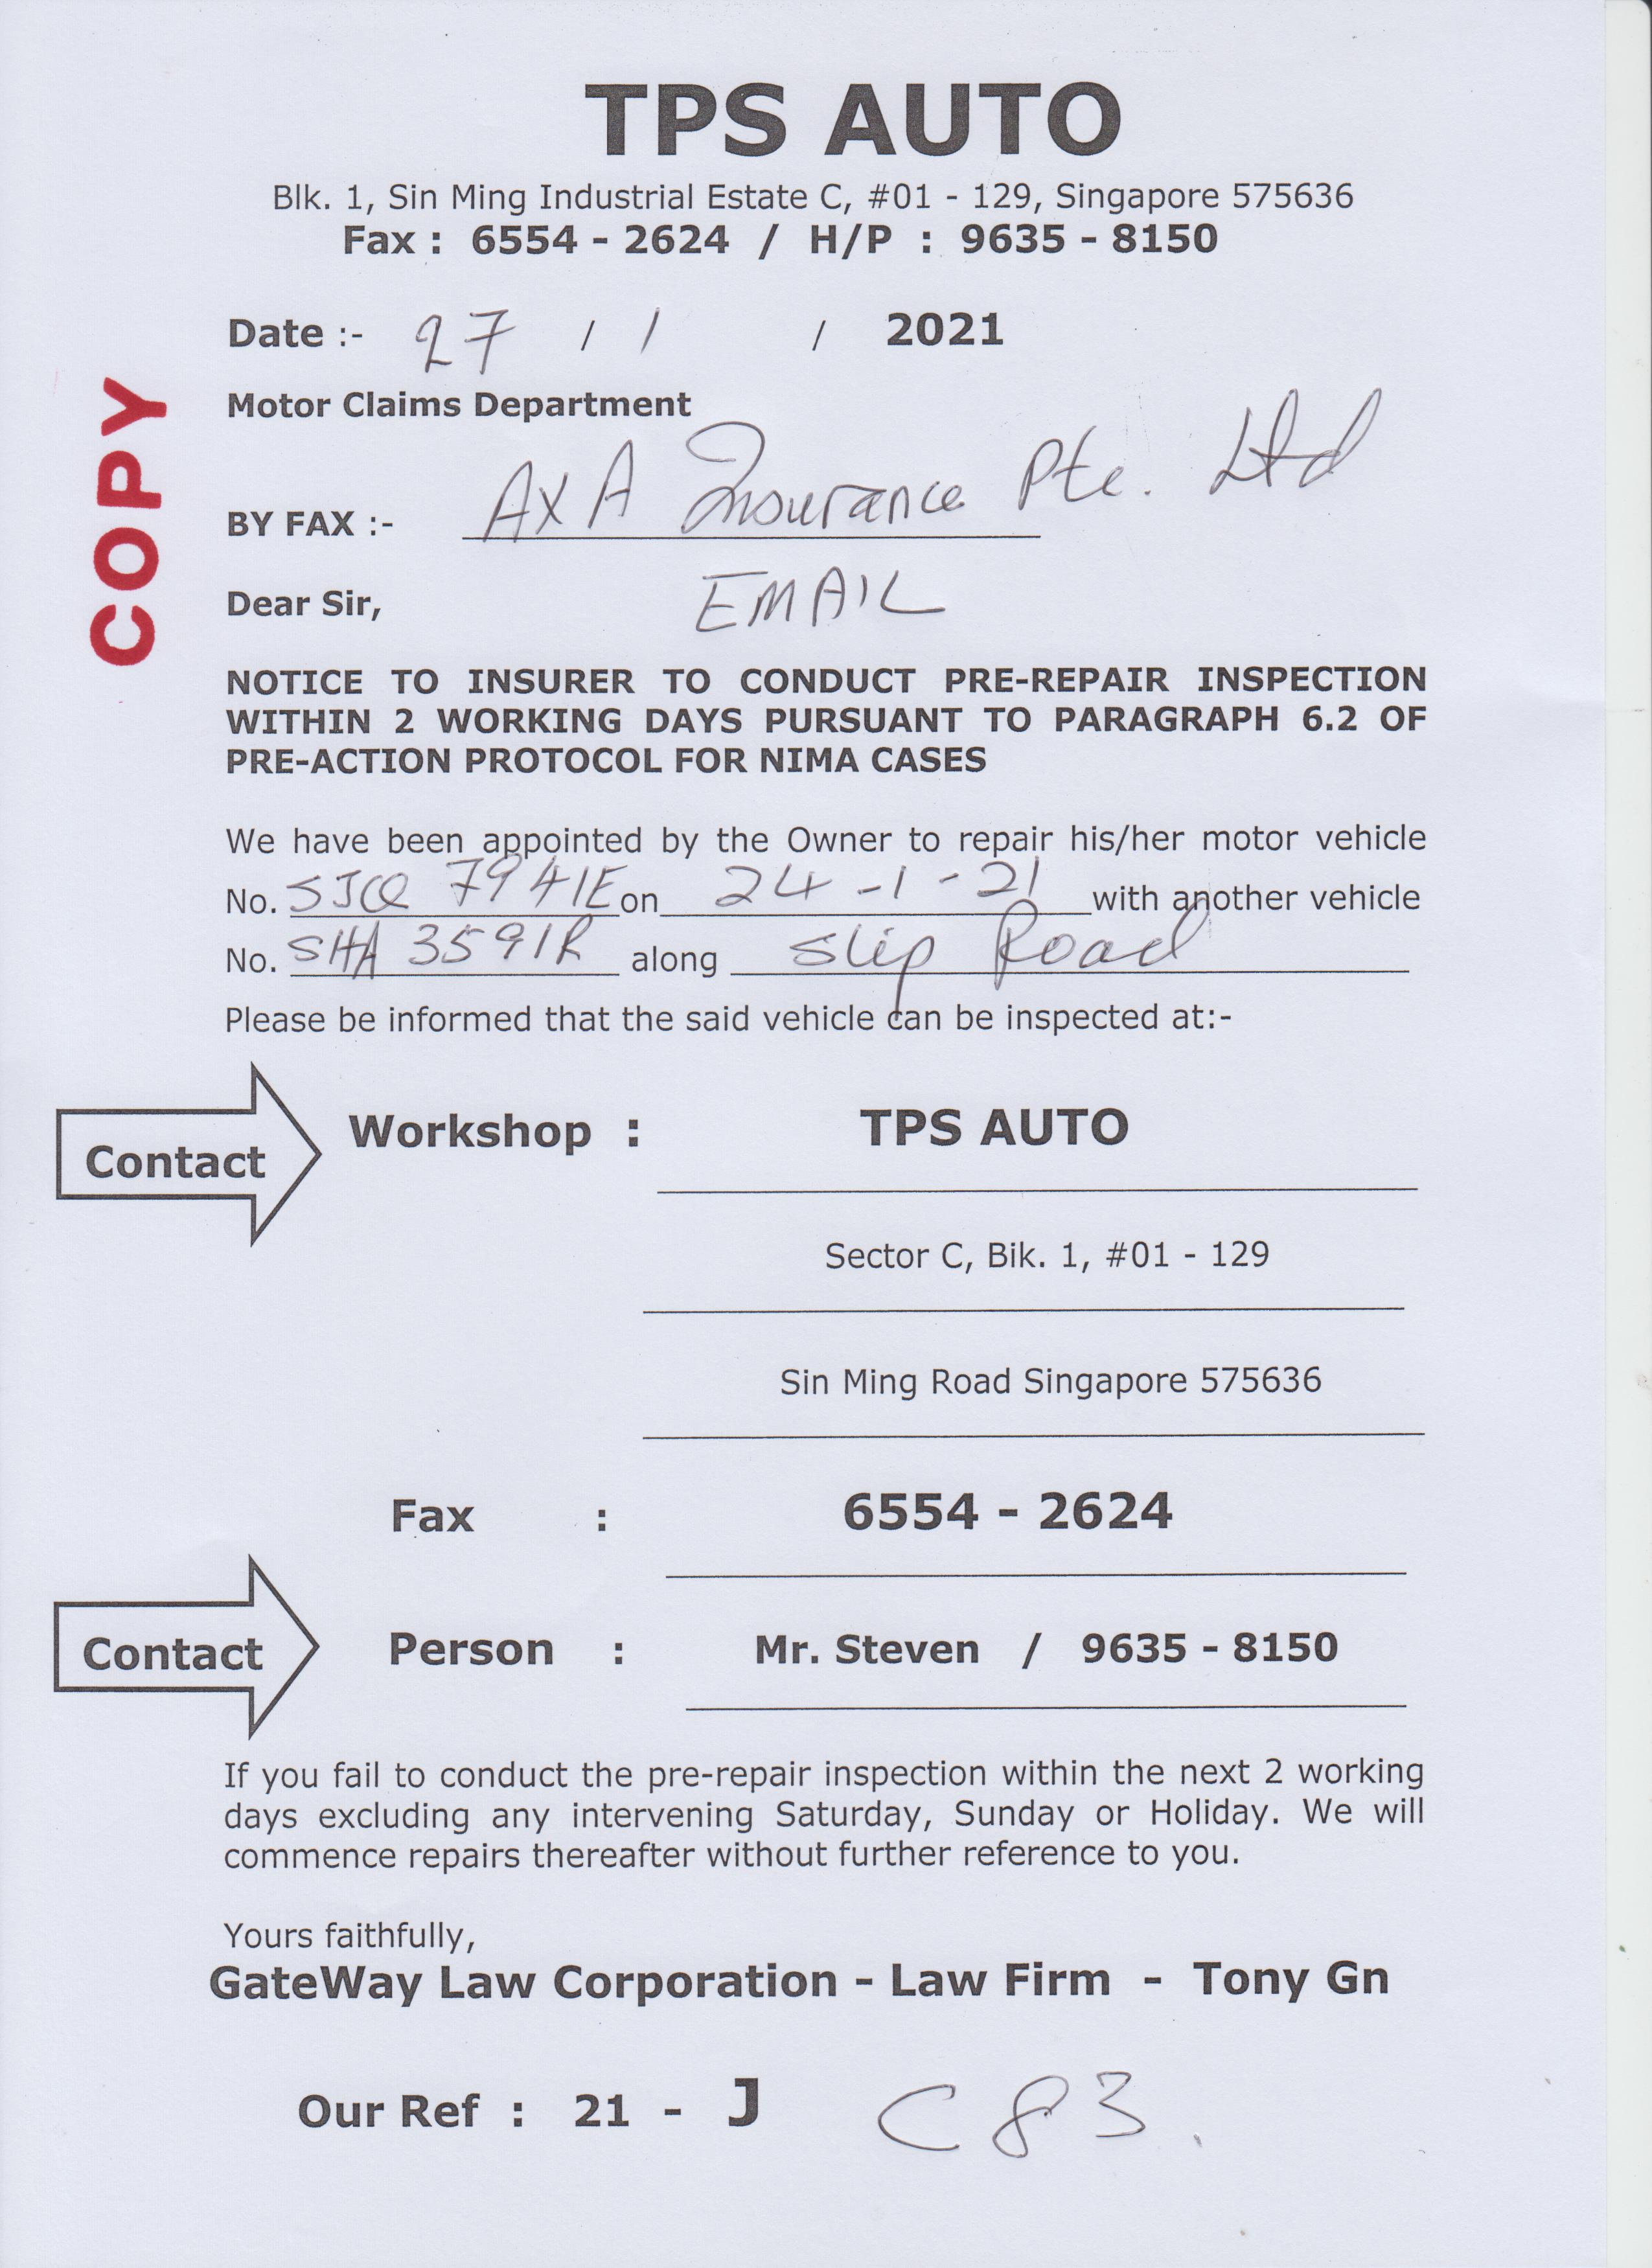 TPS AUTO
Blk. 1, Sin Ming Industrial Estate C, #01 - 129, Singapore 575636
Fax : 6554 - 2624 / H/P : 9635 - 8150
Date :- 27 / 1 / 2021
COPY
Motor Claims Department
BY FAX :- AXA Insurance Pte. Ltd
Dear Sir, EMAIL
NOTICE TO INSURER TO CONDUCT PRE-REPAIR INSPECTION
WITHIN 2 WORKING DAYS PURSUANT TO PARAGRAPH 6.2 OF
PRE-ACTION PROTOCOL FOR NIMA CASES
We have been appointed by the Owner to repair his/her motor vehicle
No. SJQ 7941E on 24 -1 - 21 with another vehicle
No. SHA 3591R along Slip Road
Please be informed that the said vehicle can be inspected at:-
Contact Workshop : TPS AUTO
Sector C, Bik. 1, #01 - 129
Sin Ming Road Singapore 575636
Fax : 6554 - 2624
Contact Person : Mr. Steven / 9635 - 8150
If you fail to conduct the pre-repair inspection within the next 2 working
days excluding any intervening Saturday, Sunday or Holiday. We will
commence repairs thereafter without further reference to you.
Yours faithfully,
GateWay Law Corporation - Law Firm - Tony Gn
Our Ref : 21 - J C83.